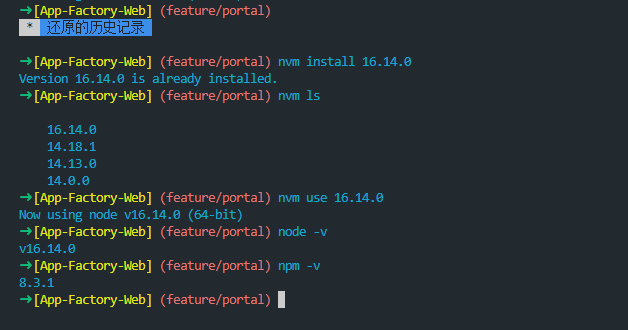 ➜[App-Factory-Web] (feature/portal)
* 还原的历史记录
➜[App-Factory-Web] (feature/portal) nvm install 16.14.0
Version 16.14.0 is already installed.
➜[App-Factory-Web] (feature/portal) nvm ls
16.14.0
14.18.1
14.13.0
14.0.0
➜[App-Factory-Web] (feature/portal) nvm use 16.14.0
Now using node v16.14.0 (64-bit)
➜[App-Factory-Web] (feature/portal) node -v
v16.14.0
➜[App-Factory-Web] (feature/portal) npm -v
8.3.1
➜[App-Factory-Web] (feature/portal)